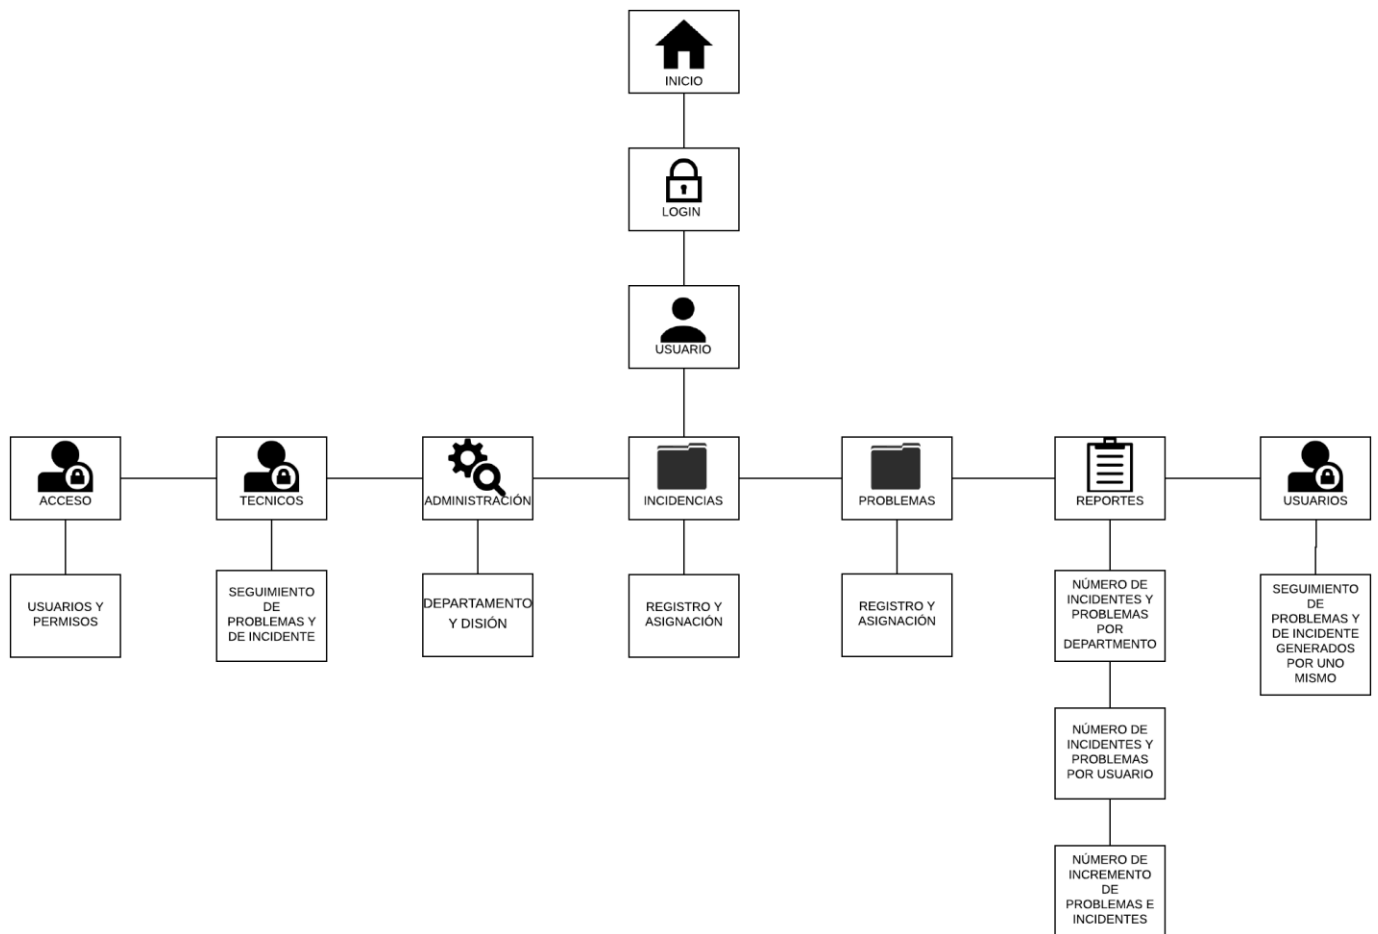 INICIO
LOGIN
USUARIO
ACCESO
TECNICOS
ADMINISTRACIÓN
INCIDENCIAS
PROBLEMAS
REPORTES
USUARIOS
USUARIOS Y
PERMISOS
SEGUIMIENTO
DE
PROBLEMAS Y
DE INCIDENTE
DEPARTAMENTO
Y DISIÓN
REGISTRO Y
ASIGNACIÓN
REGISTRO Y
ASIGNACIÓN
NÚMERO DE
INCIDENTES Y
PROBLEMAS
POR
DEPARTMENTO
SEGUIMIENTO
DE
PROBLEMAS Y
DE INCIDENTE
GENERADOS
POR UNO
MISMO
NÚMERO DE
INCIDENTES Y
PROBLEMAS
POR USUARIO
NÚMERO DE
INCREMENTO
DE
PROBLEMAS E
INCIDENTES